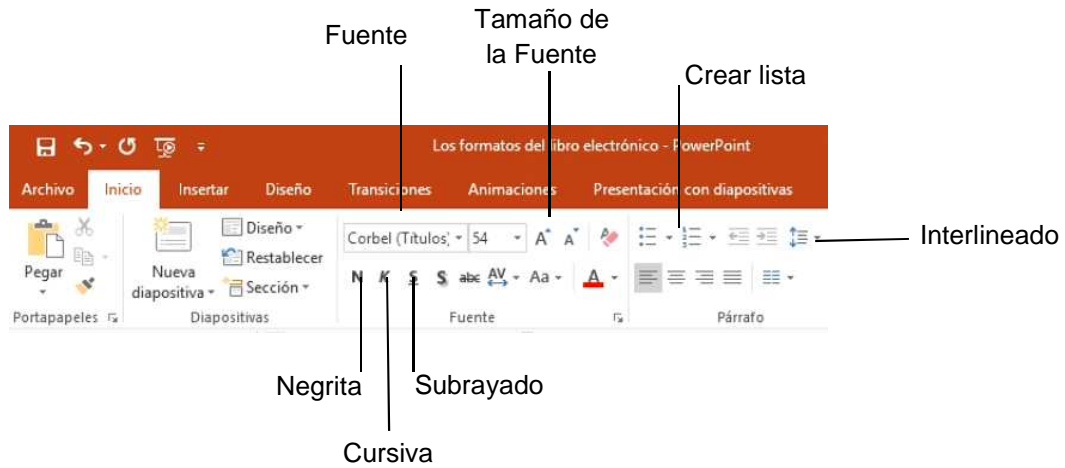 Fuente
Tamaño de
la Fuente
Crear lista
Los formatos del libro electrónico - PowerPoint
Archivo Inicio Insertar Diseño Transiciones Animaciones Presentación con diapositivas
Pegar
Nueva
diapositiva
Diseño
Restablecer
Sección
Corbel (Títulos; 54 A A
N K S S abc AV Aa A
Portapapeles Diapositivas Fuente Párrafo
Interlineado
Negrita
Subrayado
Cursiva